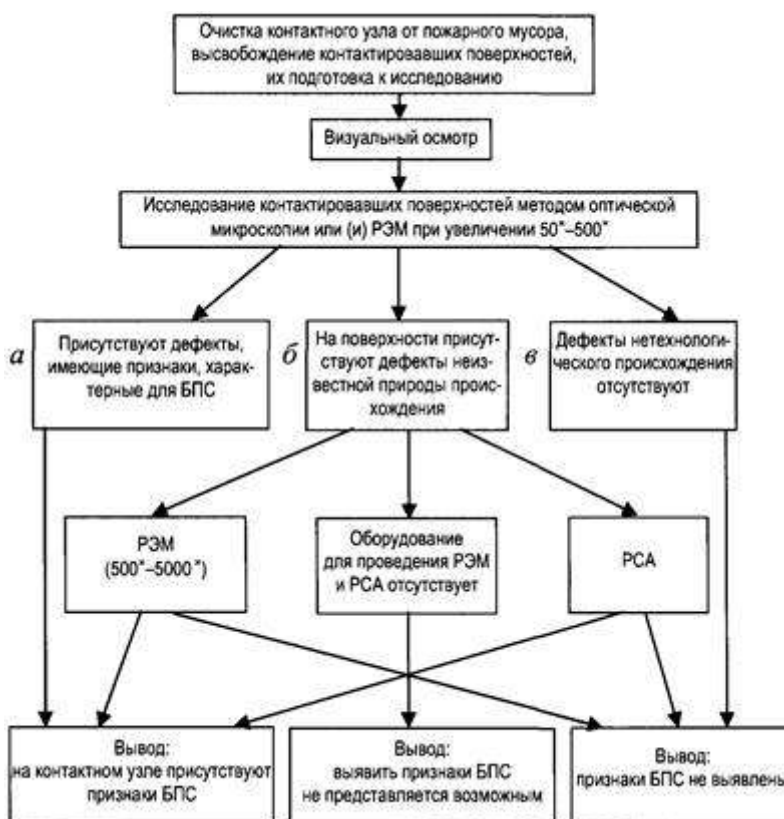 Очистка контактного узла от пожарного мусора,
высвобождение контактировавших поверхностей,
их подготовка к исследованию
Визуальный осмотр
Исследование контактировавших поверхностей методом оптической
микроскопии или (и) РЭМ при увеличении 50ˣ–500ˣ
а
Присутствуют дефекты,
имеющие признаки, харак-
терные для БПС
б
На поверхности присут-
ствуют дефекты неиз-
вестной природы проис-
хождения
в
Дефекты нетехнологи-
ческого происхождения
отсутствуют
РЭМ
(500ˣ–5000ˣ)
Оборудование
для проведения РЭМ
и РСА отсутствует
РСА
Вывод:
на контактном узле присутствуют
признаки БПС
Вывод:
выявить признаки БПС
не представляется возможным
Вывод:
признаки БПС не выявлены